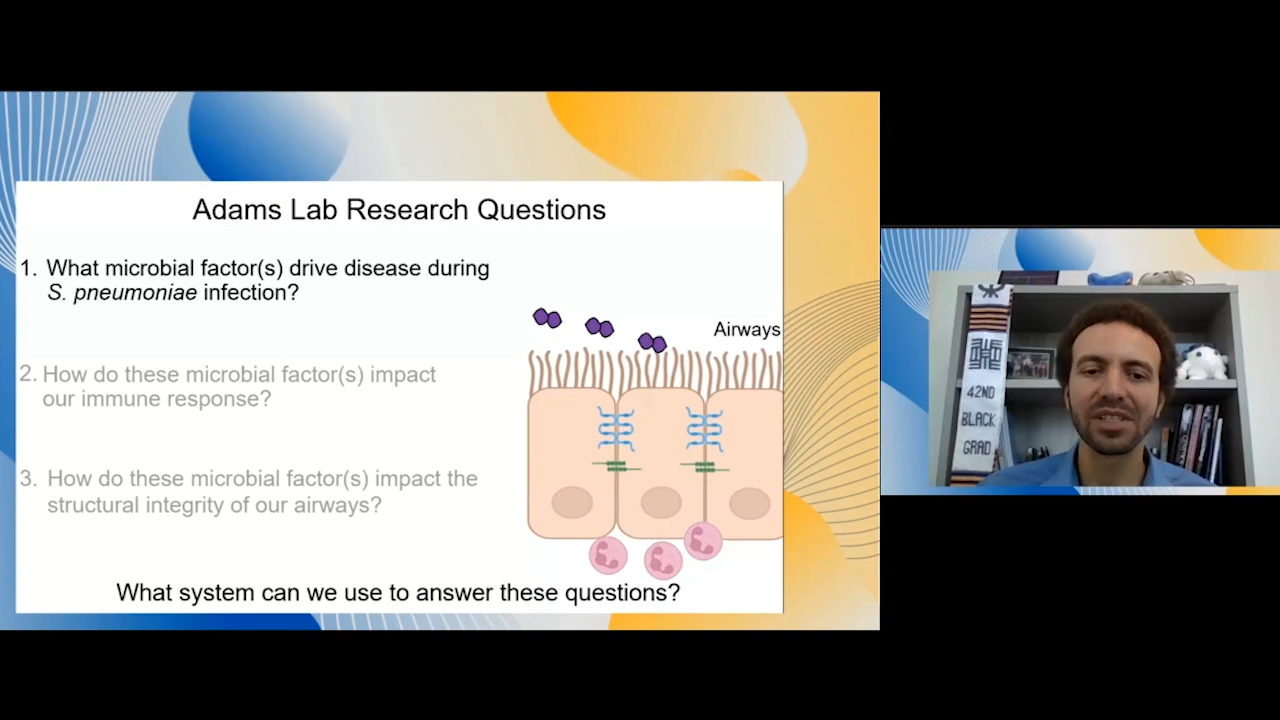 Adams Lab Research Questions
1. What microbial factor(s) drive disease during
S. pneumoniae infection?
Airways
2. How do these microbial factor(s) impact
our immune response?
3. How do these microbial factor(s) impact the
structural integrity of our airways?
What system can we use to answer these questions?
42ND
BLACK
GRAD